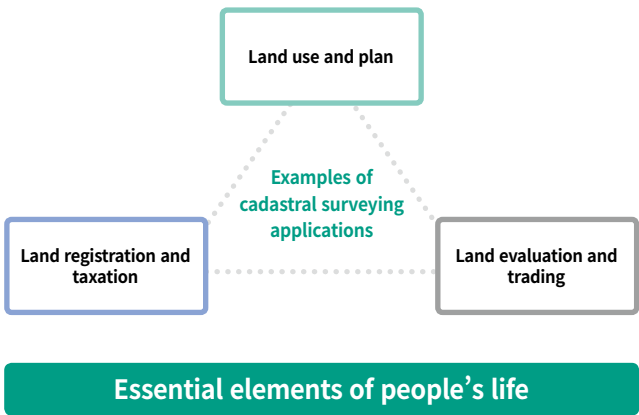 Land use and plan
Examples of
cadastral surveying
applications
Land registration and
taxation
Land evaluation and
trading
Essential elements of people’s life